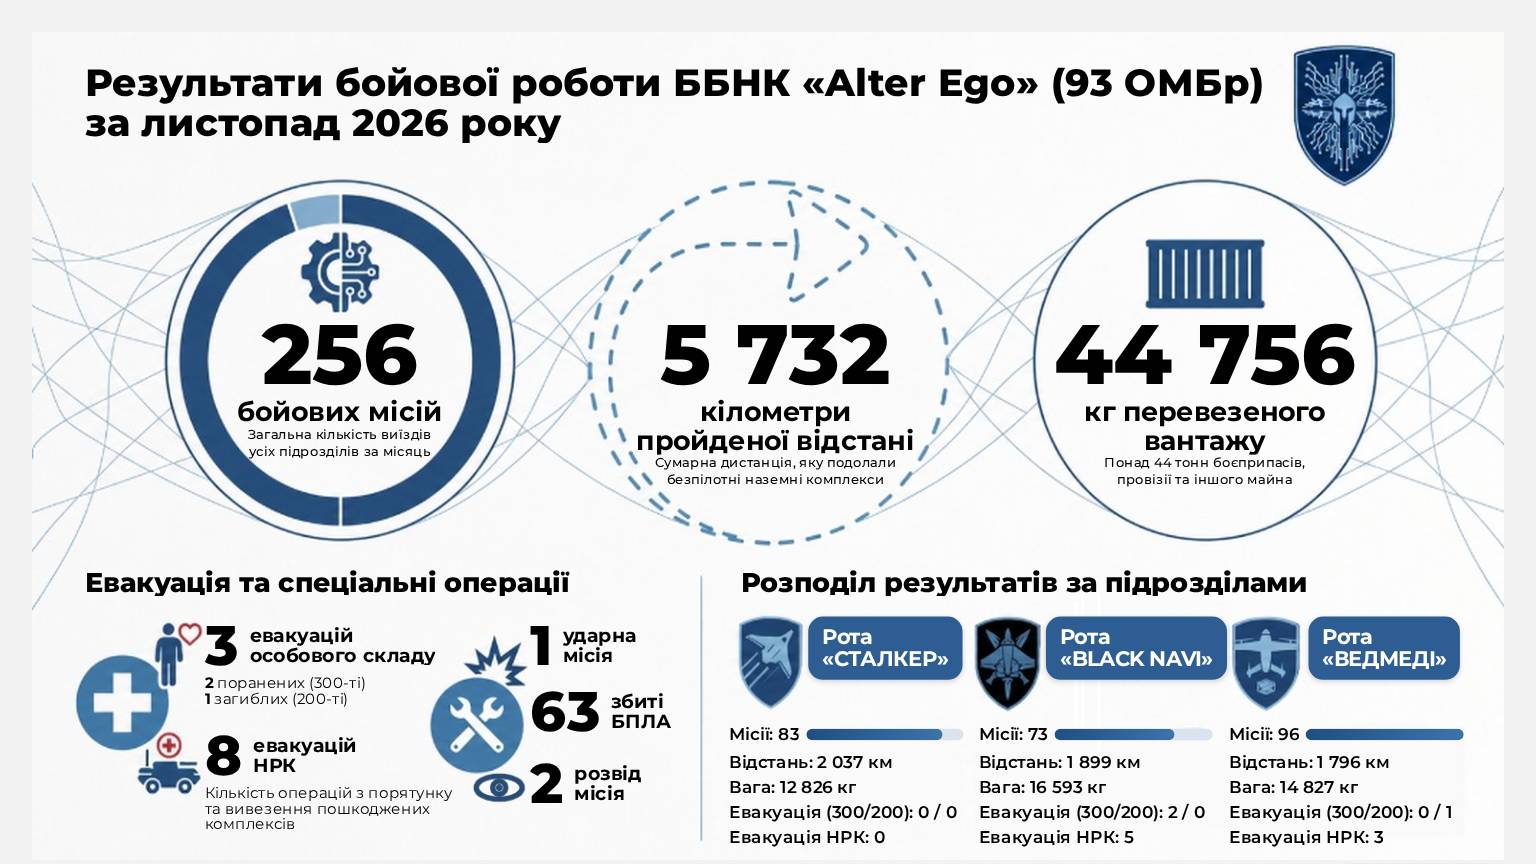 Результати бойової роботи ББНК «Alter Ego» (93 ОМБр)
за листопад 2026 року
256
бойових місій
Загальна кількість виїздів
усіх підрозділів за місяць
5 732
кілометри
пройденої відстані
Сумарна дистанція, яку подолали
безпілотні наземні комплекси
44 756
кг перевезеного
вантажу
Понад 44 тонн боєприпасів,
провізії та іншого майна
Евакуація та спеціальні операції
3 евакуацій
особового складу
2 поранених (300-ті)
1 загиблих (200-ті)
8 евакуацій
НРК
Кількість операцій з порятунку
та вивезення пошкоджених
комплексів
1 ударна
місія
63 збиті
БПЛА
2 розвід
місія
Розподіл результатів за підрозділами
Рота
«СТАЛКЕР»
Місії: 83
Відстань: 2 037 км
Вага: 12 826 кг
Евакуація (300/200): 0 / 0
Евакуація НРК: 0
Рота
«BLACK NAVI»
Місії: 73
Відстань: 1 899 км
Вага: 16 593 кг
Евакуація (300/200): 2 / 0
Евакуація НРК: 5
Рота
«ВЕДМЕДІ»
Місії: 96
Відстань: 1 796 км
Вага: 14 827 кг
Евакуація (300/200): 0 / 1
Евакуація НРК: 3